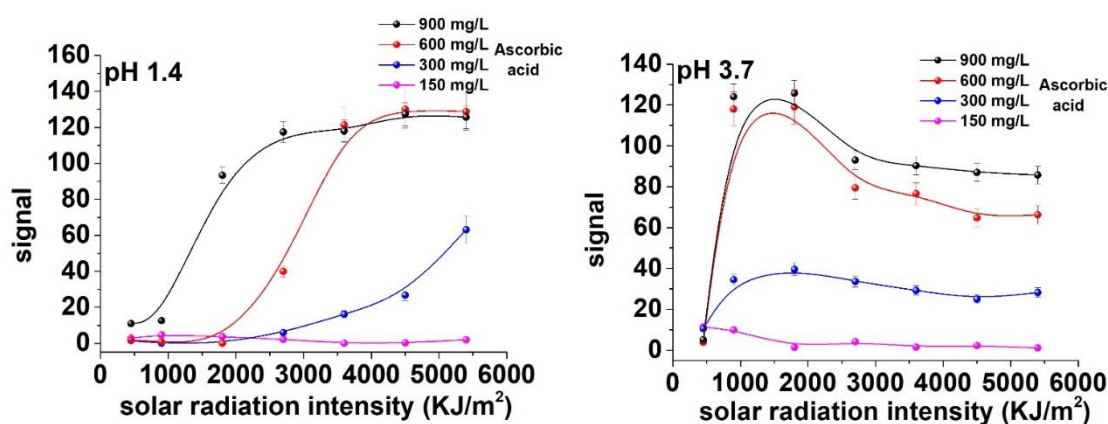 pH 1.4
900 mg/L
600 mg/L
300 mg/L
150 mg/L
Ascorbic
acid
160
140
120
100
80
60
40
20
0
signal
0 1000 2000 3000 4000 5000 6000
solar radiation intensity (KJ/m²)
pH 3.7
900 mg/L
600 mg/L
300 mg/L
150 mg/L
Ascorbic
acid
140
120
100
80
60
40
20
0
signal
0 1000 2000 3000 4000 5000 6000
solar radiation intensity (KJ/m²)